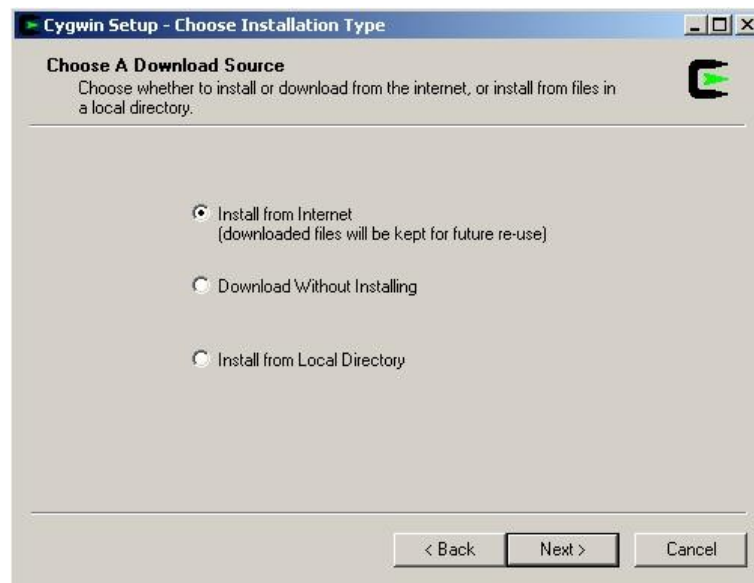 Cygwin Setup - Choose Installation Type
Choose A Download Source
Choose whether to install or download from the internet, or install from files in
a local directory.
Install from Internet
(downloaded files will be kept for future re-use)
Download Without Installing
Install from Local Directory
< Back Next > Cancel